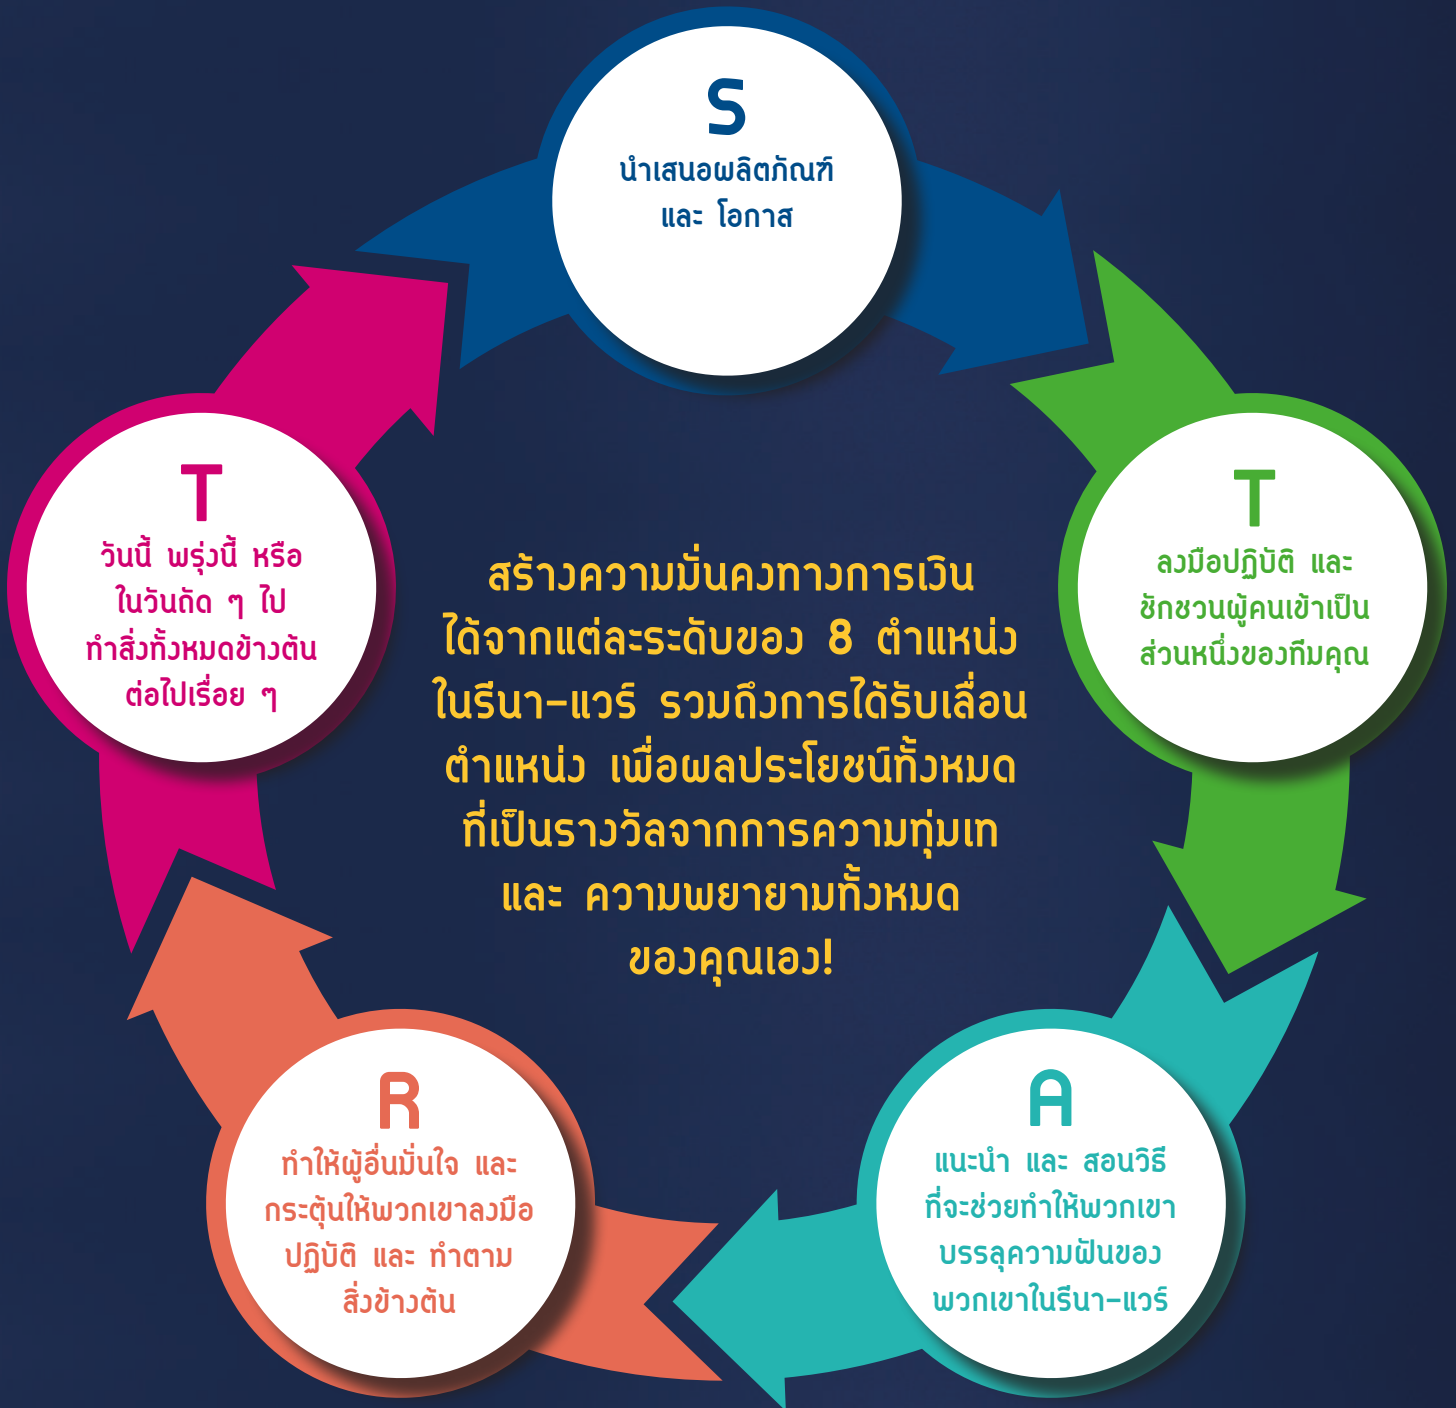 S
นำเสนอผลิตภัณฑ์
และ โอกาส
T
ลงมือปฏิบัติ และ
ชักชวนผู้คนเข้าเป็น
ส่วนหนึ่งของทีมคุณ
A
แนะนำ และ สอนวิธี
ที่จะช่วยทำให้พวกเขา
บรรลุความฝันของ
พวกเขาในรีนา-แวร์
R
ทำให้ผู้อื่นมั่นใจ และ
กระตุ้นให้พวกเขาลงมือ
ปฏิบัติ และ ทำตาม
สิ่งข้างต้น
T
วันนี้ พรุ่งนี้ หรือ
ในวันถัด ๆ ไป
ทำสิ่งทั้งหมดข้างต้น
ต่อไปเรื่อย ๆ
สร้างความมั่นคงทางการเงิน
ได้จากแต่ละระดับของ 8 ตำแหน่ง
ในรีนา-แวร์ รวมถึงการได้รับเลื่อน
ตำแหน่ง เพื่อผลประโยชน์ทั้งหมด
ที่เป็นรางวัลจากการความทุ่มเท
และ ความพยายามทั้งหมด
ของคุณเอง!